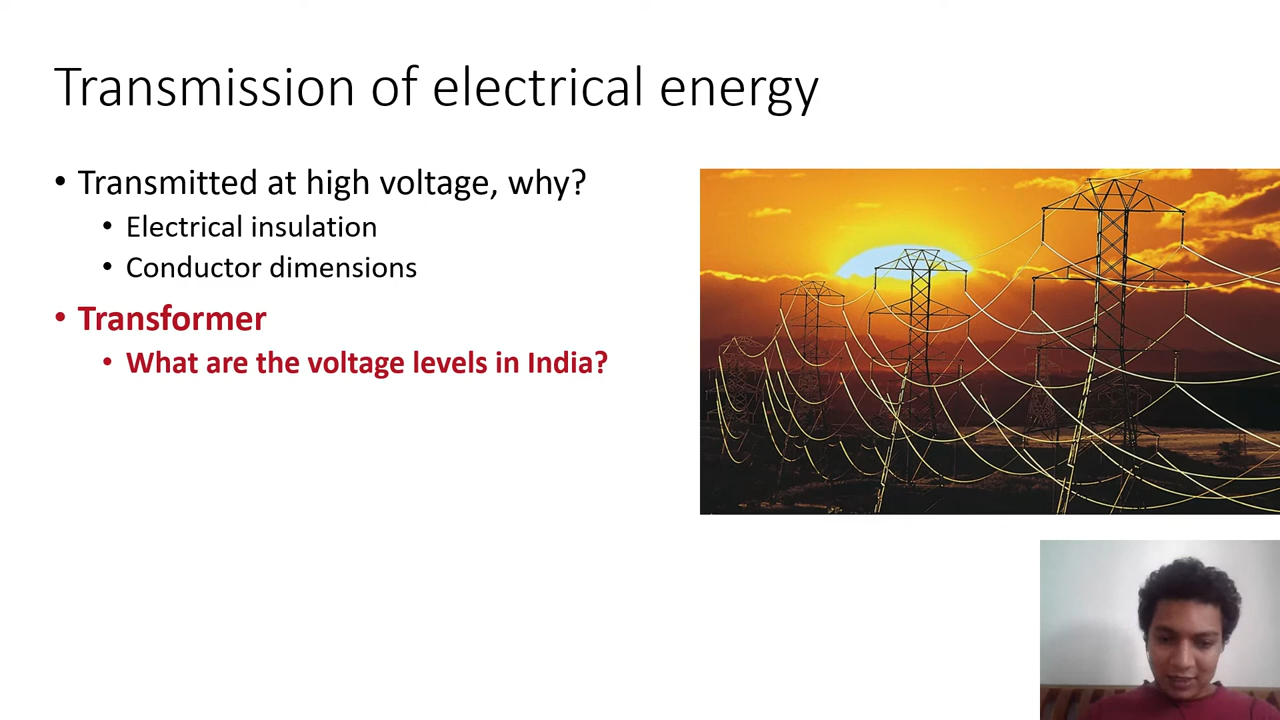 Transmission of electrical energy
• Transmitted at high voltage, why?
• Electrical insulation
• Conductor dimensions
• Transformer
• What are the voltage levels in India?